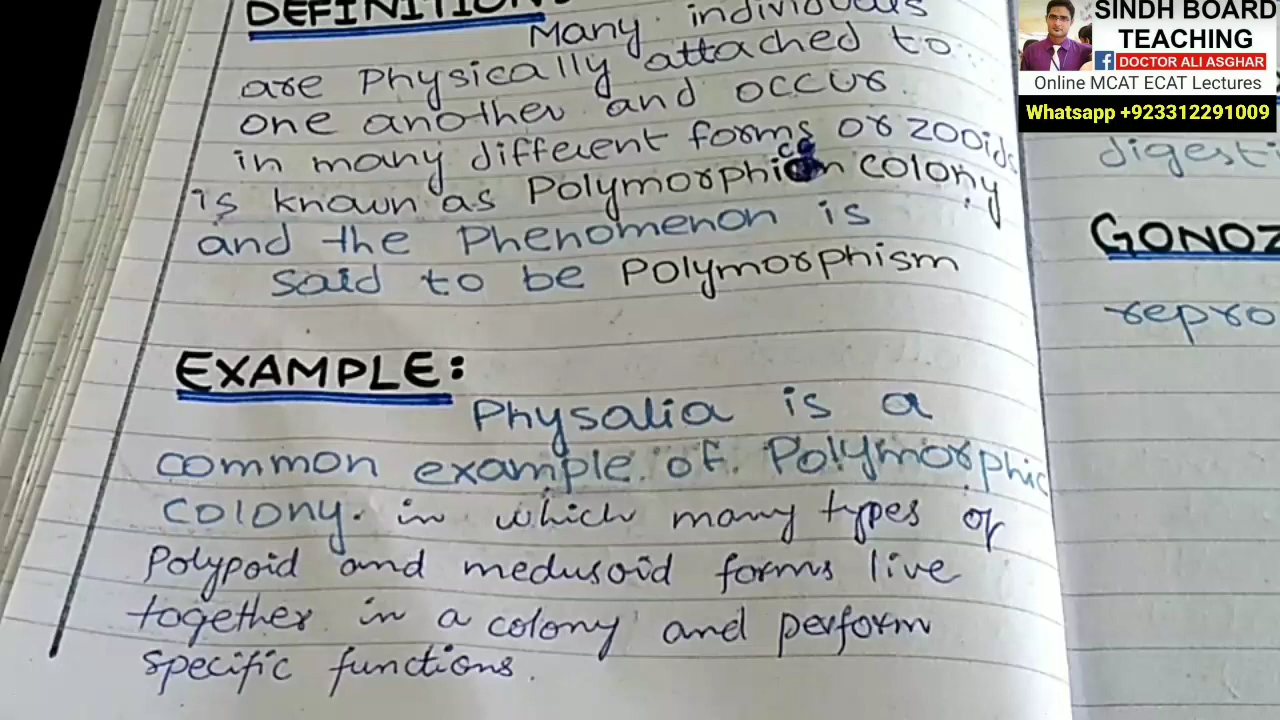 DEFINITION:
Many individuals
are Physically attached to
one another and occur
in many different forms or zooids
is known as Polymorphic colony
and the Phenomenon is
said to be Polymorphism
EXAMPLE:
Physalia is a
common example of Polymorphic
colony. in which many types of
Polypoid and medusoid forms live
together in a colony and perform
specific functions.
digesti
GONOZ
repro
SINDH BOARD
TEACHING
f DOCTOR ALI ASGHAR
Online MCAT ECAT Lectures
Whatsapp +923312291009